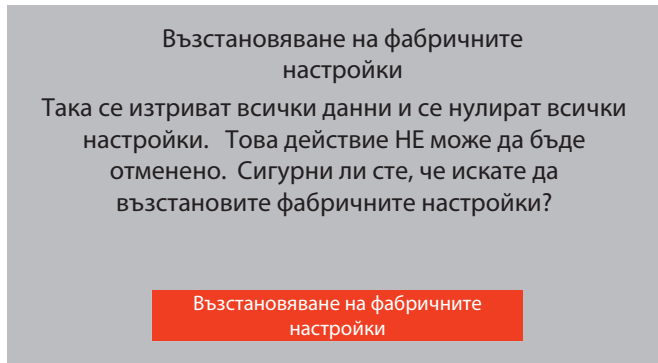 Възстановяване на фабричните
настройки
Така се изтриват всички данни и се нулират всички
настройки. Това действие НЕ може да бъде
отменено. Сигурни ли сте, че искате да
възстановите фабричните настройки?
Възстановяване на фабричните
настройки